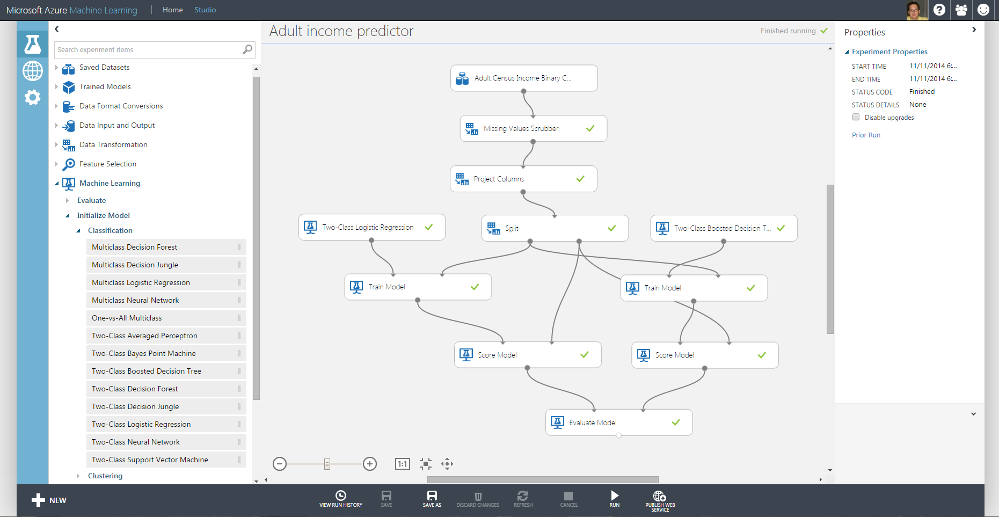 Microsoft Azure Machine Learning
Home
Studio
Search experiment items
Saved Datasets
Trained Models
Data Format Conversions
Data Input and Output
Data Transformation
Feature Selection
Machine Learning
Evaluate
Initialize Model
Classification
Multiclass Decision Forest
Multiclass Decision Jungle
Multiclass Logistic Regression
Multiclass Neural Network
One-vs-All Multiclass
Two-Class Averaged Perceptron
Two-Class Bayes Point Machine
Two-Class Boosted Decision Tree
Two-Class Decision Forest
Two-Class Decision Jungle
Two-Class Logistic Regression
Two-Class Neural Network
Two-Class Support Vector Machine
Clustering
Adult income predictor
Finished running
Adult Census Income Binary C...
Missing Values Scrubber
Project Columns
Two-Class Logistic Regression
Split
Two-Class Boosted Decision T...
Train Model
Train Model
Score Model
Score Model
Evaluate Model
1:1
Properties
Experiment Properties
START TIME 11/11/2014 6:...
END TIME 11/11/2014 6:...
STATUS CODE Finished
STATUS DETAILS None
Disable upgrades
Prior Run
NEW
VIEW RUN HISTORY
SAVE
SAVE AS
DISCARD CHANGES
REFRESH
CANCEL
RUN
PUBLISH WEB
SERVICE